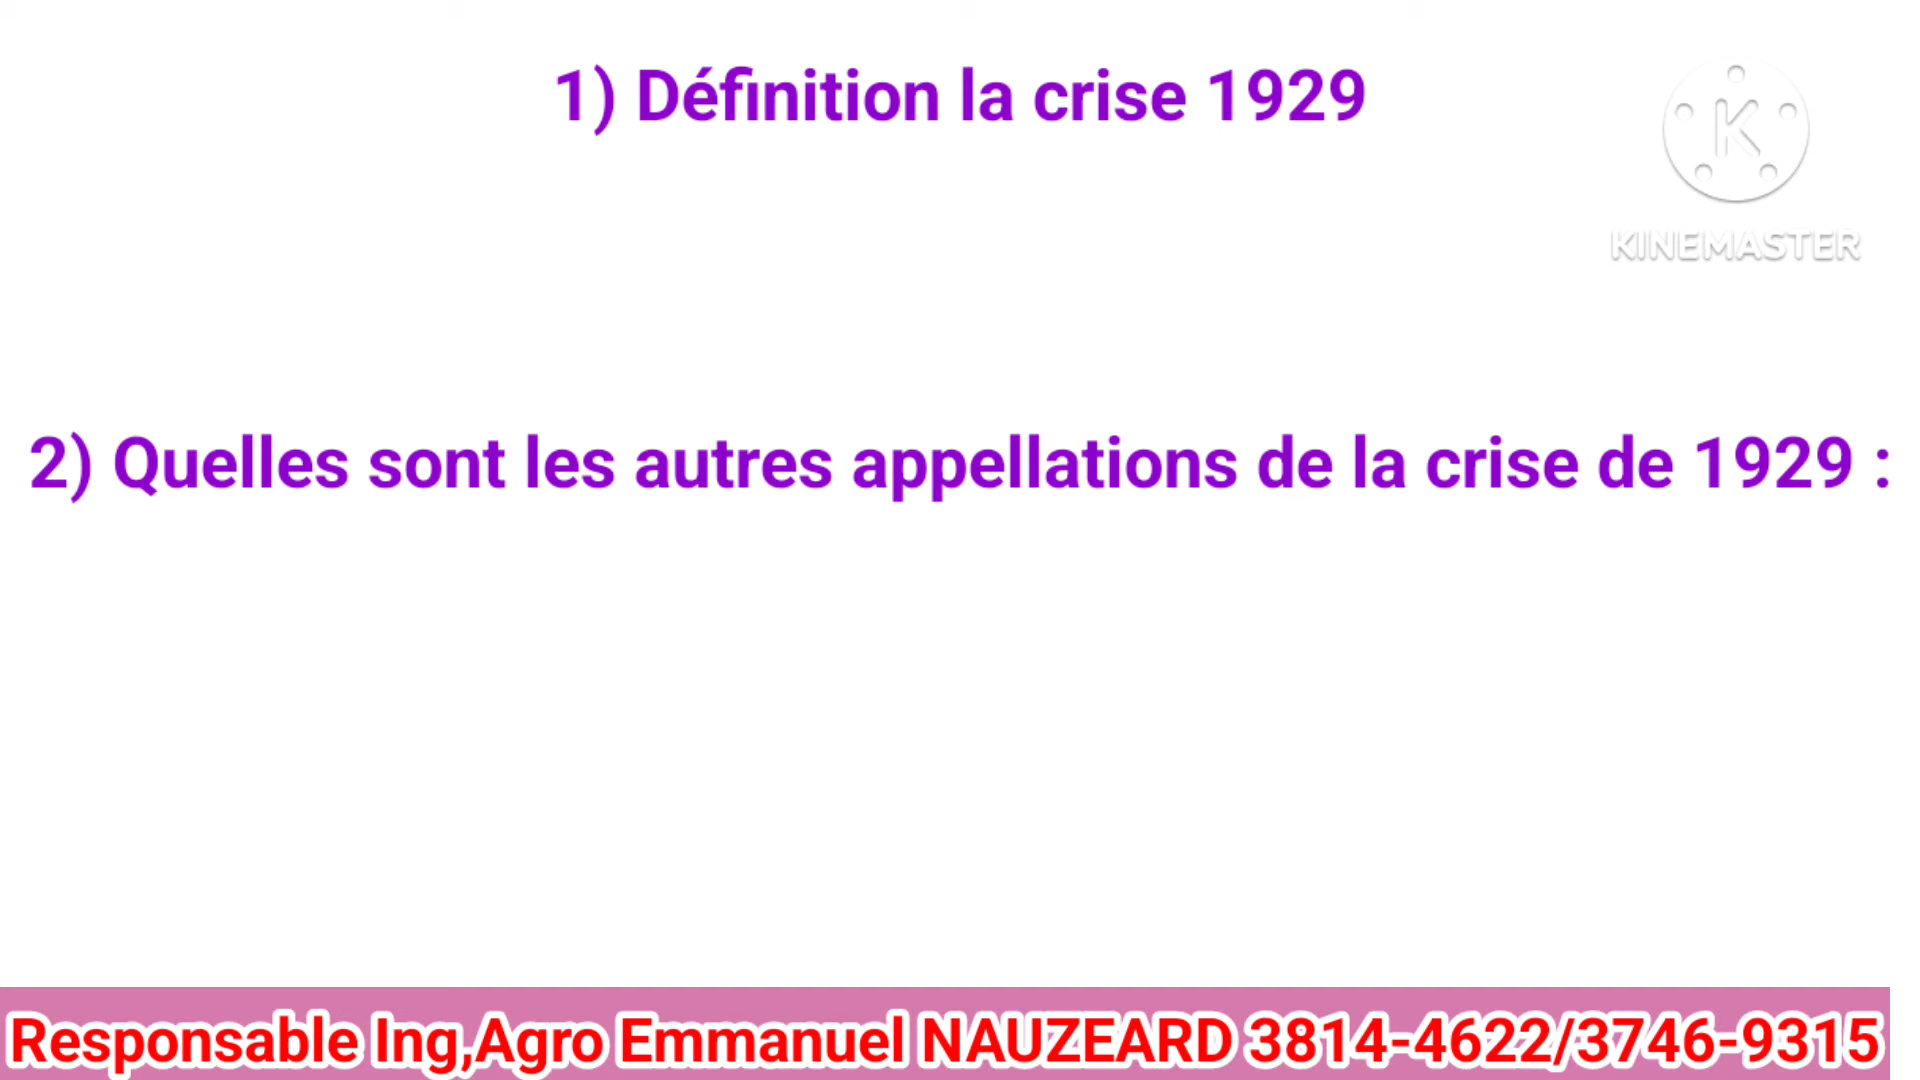 1) Définition la crise 1929
K
KINEMASTER
2) Quelles sont les autres appellations de la crise de 1929 :
Responsable Ing,Agro Emmanuel NAUZEARD 3814-4622/3746-9315